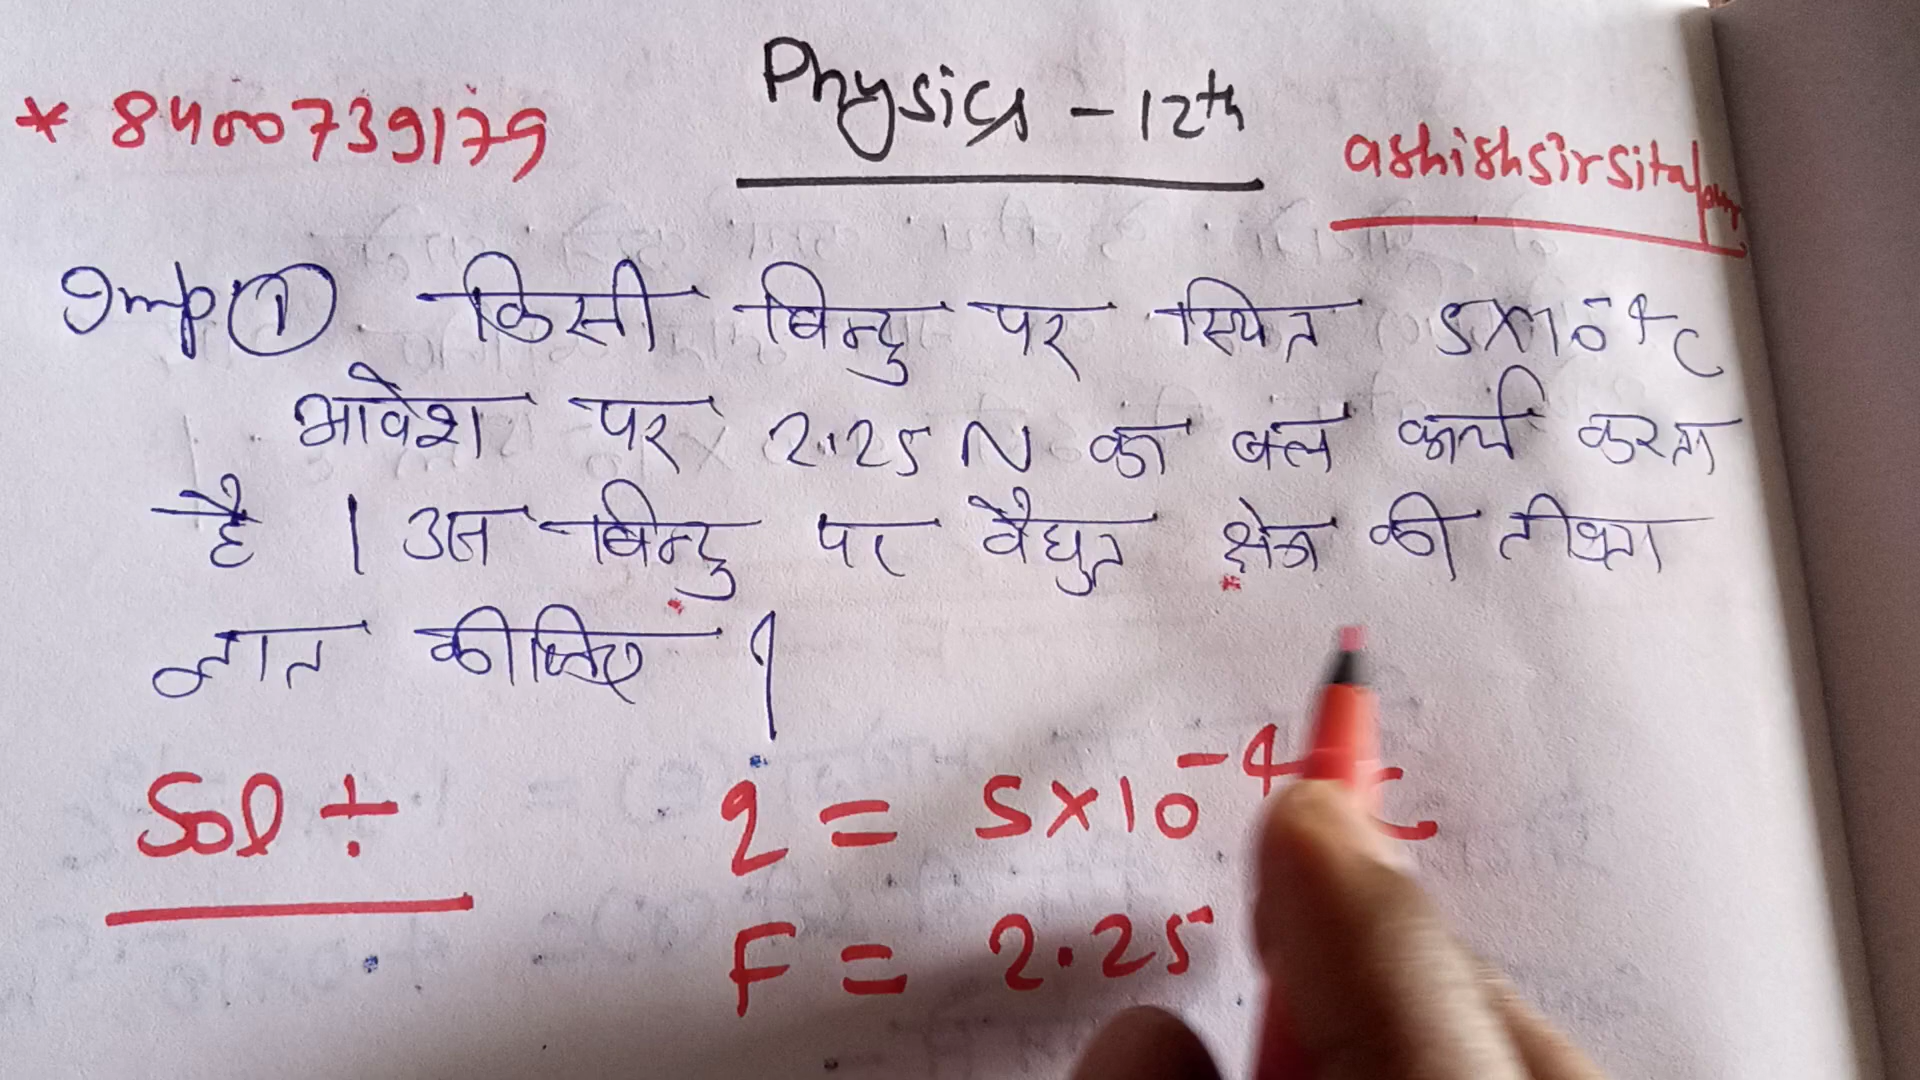 Physics - 12th
* 8400739179
ashishsirsitapur
Imp ① किसी बिन्दु पर स्थित 5×10⁻⁴C
आवेश पर 2.25 N का बल कार्य करता
है । उस बिन्दु पर वैद्युत क्षेत्र की तीव्रता
ज्ञात कीजिए ।
Sol ÷ q = 5×10⁻⁴ C
F = 2.25